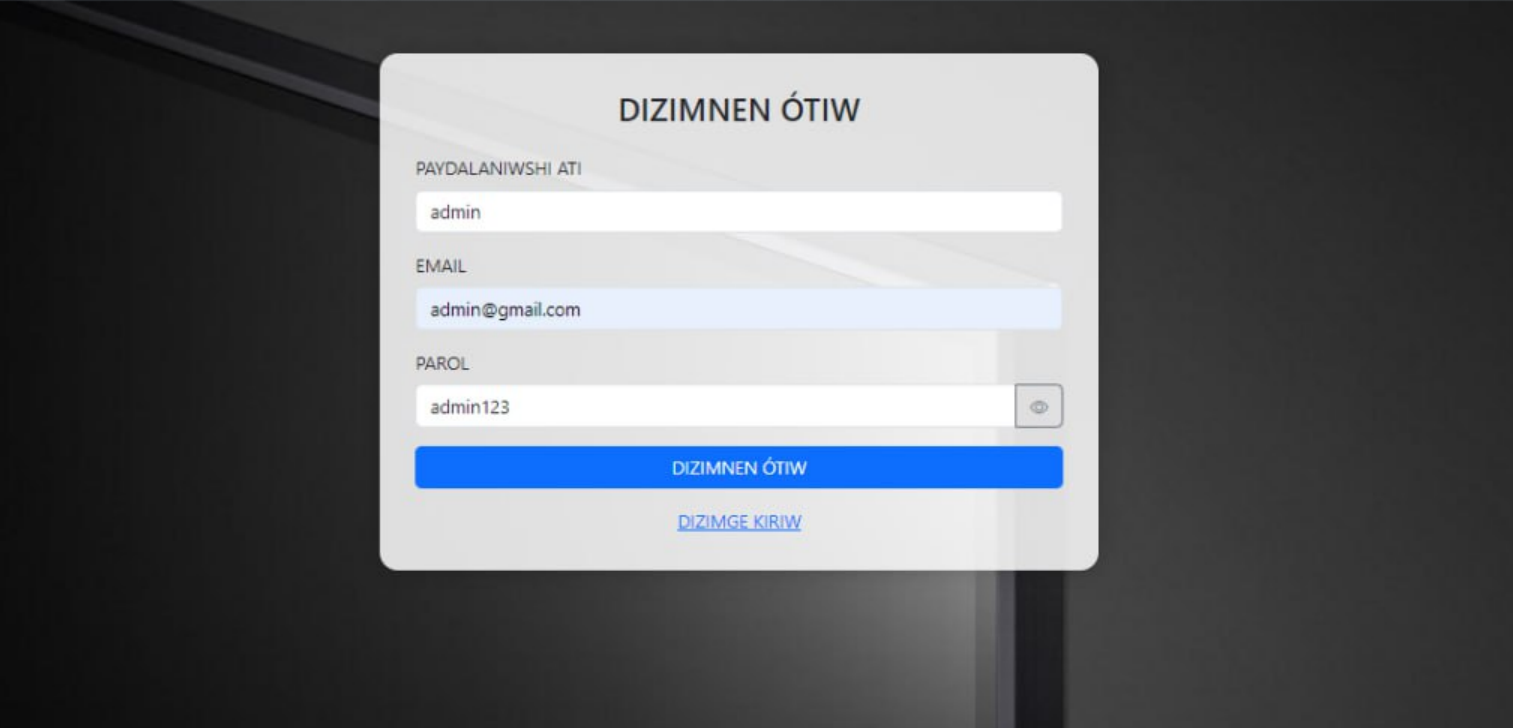 DIZIMNEN ÓTIW
PAYDALANIWSHI ATI
admin
EMAIL
admin@gmail.com
PAROL
admin123
DIZIMNEN ÓTIW
DIZIMGE KIRIW